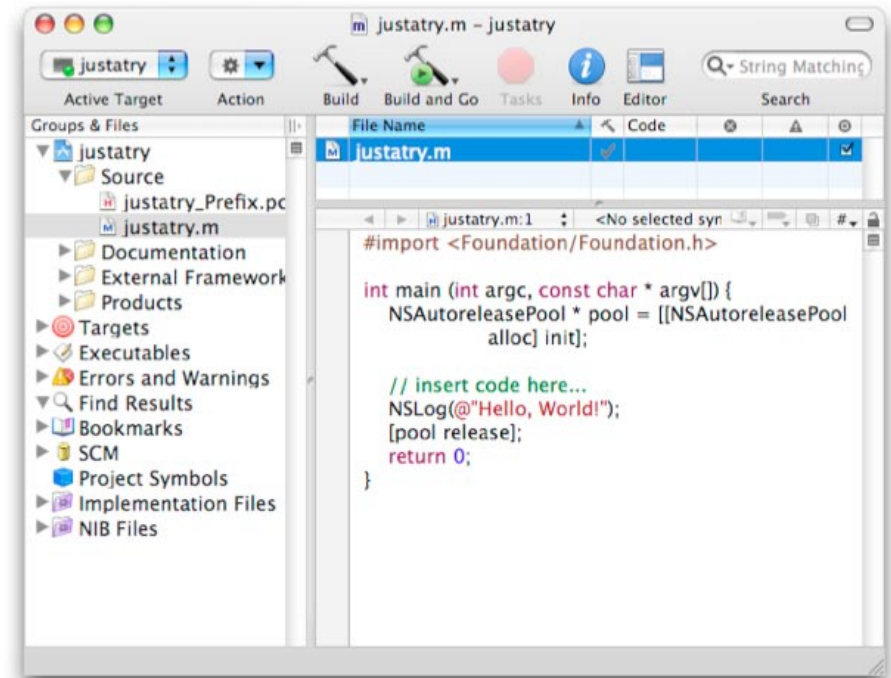 justatry.m – justatry
justatry
Active Target
Action
Build
Build and Go
Tasks
Info
Editor
String Matching
Search
Groups & Files
justatry
Source
justatry_Prefix.pc
justatry.m
Documentation
External Framework
Products
Targets
Executables
Errors and Warnings
Find Results
Bookmarks
SCM
Project Symbols
Implementation Files
NIB Files
File Name
Code
justatry.m
justatry.m:1
<No selected syn
#
#import <Foundation/Foundation.h>
int main (int argc, const char * argv[]) {
NSAutoreleasePool * pool = [[NSAutoreleasePool
alloc] init];
// insert code here...
NSLog(@"Hello, World!");
[pool release];
return 0;
}